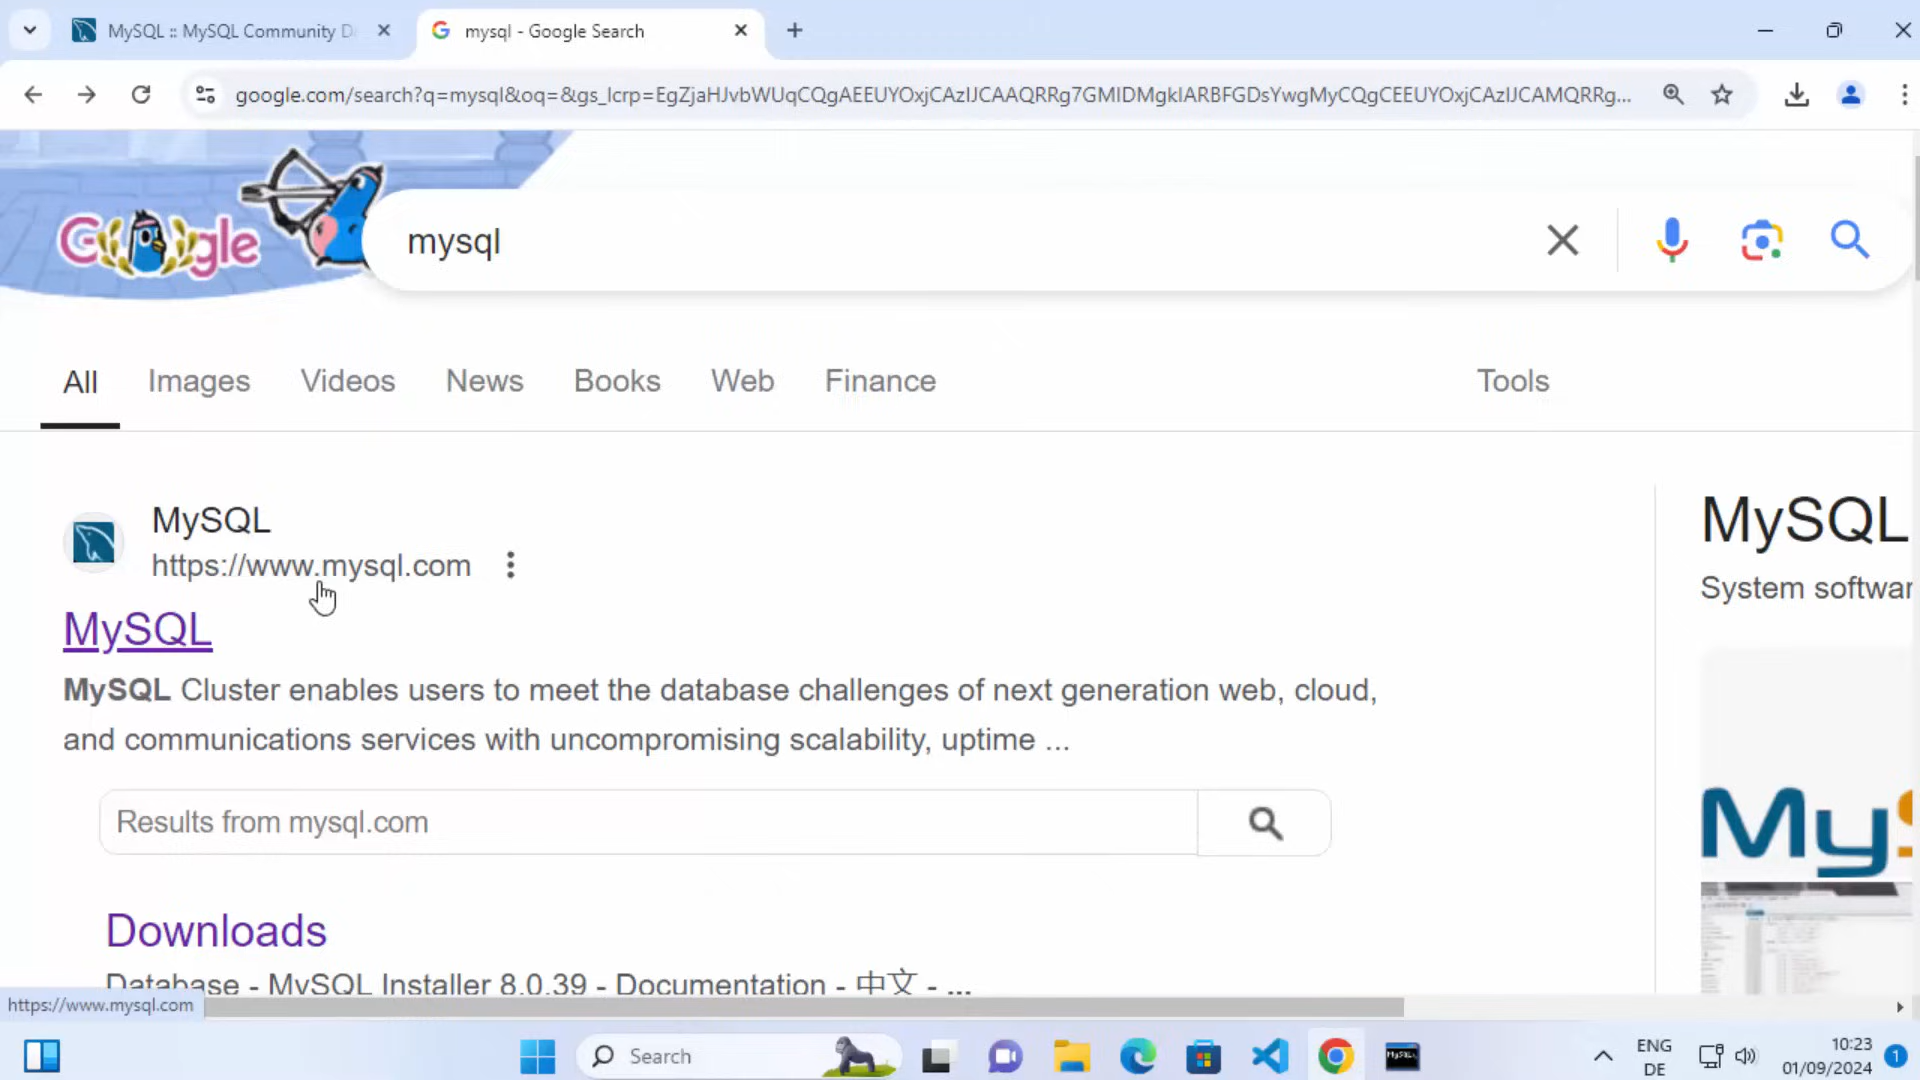 MySQL :: MySQL Community D
mysql - Google Search
google.com/search?q=mysql&oq=&gs_lcrp=EgZjaHJvbWUqCQgAEEUYOxjCAzIJCAAQRRg7GMIDMgkIARBFGDsYwgMyCQgCEEUYOxjCAzIJCAMQRRg...
Google
mysql
All
Images
Videos
News
Books
Web
Finance
Tools
MySQL
https://www.mysql.com
MySQL
MySQL Cluster enables users to meet the database challenges of next generation web, cloud,
and communications services with uncompromising scalability, uptime ...
Results from mysql.com
Downloads
Database - MySQL Installer 8.0.39 - Documentation - 中文 - ...
MySQL
System softwar
MyS
https://www.mysql.com
Search
MySQL
ENG
DE
10:23
01/09/2024
1